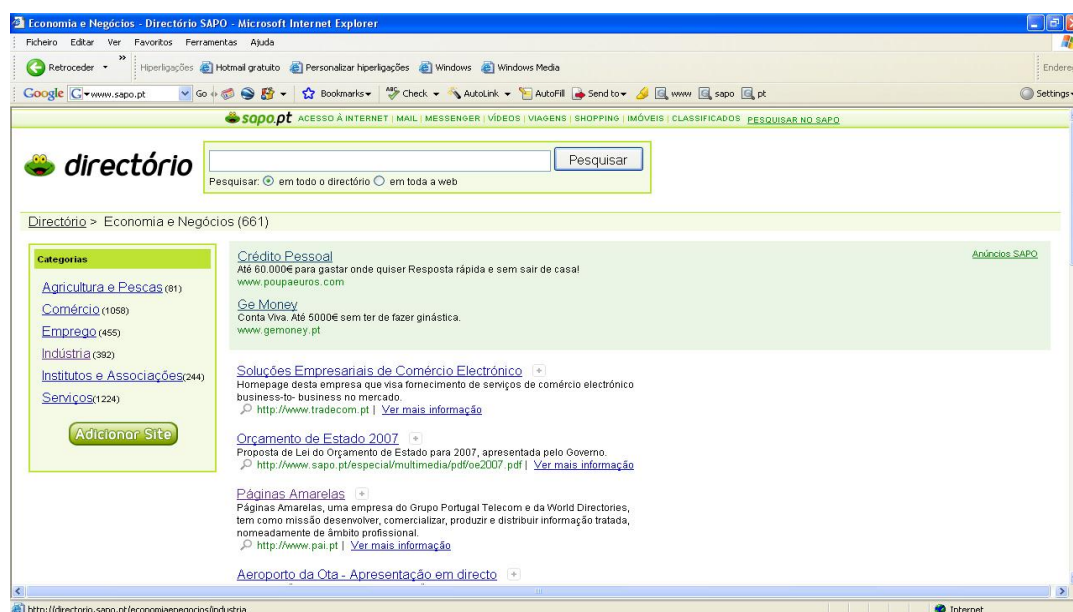 Economia e Negócios - Directório SAPO - Microsoft Internet Explorer
Ficheiro Editar Ver Favoritos Ferramentas Ajuda
Retroceder » Hiperligações Hotmail gratuito Personalizar hiperligações Windows Windows Media Endere
Google G www.sapo.pt Go Bookmarks ABC Check AutoLink AutoFill Send to www sapo pt Settings
sapo.pt ACESSO À INTERNET | MAIL | MESSENGER | VÍDEOS | VIAGENS | SHOPPING | IMÓVEIS | CLASSIFICADOS PESQUISAR NO SAPO
directório
Pesquisar
Pesquisar: em todo o directório em toda a web
Directório > Economia e Negócios (661)
Categorias
Agricultura e Pescas (81)
Comércio (1058)
Emprego (455)
Indústria (392)
Institutos e Associações(244)
Serviços(1224)
Adicionar Site
Anúncios SAPO
Crédito Pessoal
Até 60.000€ para gastar onde quiser Resposta rápida e sem sair de casa!
www.poupaeuros.com
Ge Money
Conta Viva. Até 5000€ sem ter de fazer ginástica.
www.gemoney.pt
Soluções Empresariais de Comércio Electrónico +
Homepage desta empresa que visa fornecimento de serviços de comércio electrónico
business-to- business no mercado.
http://www.tradecom.pt | Ver mais informação
Orçamento de Estado 2007 +
Proposta de Lei do Orçamento de Estado para 2007, apresentada pelo Governo.
http://www.sapo.pt/especial/multimedia/pdf/oe2007.pdf | Ver mais informação
Páginas Amarelas +
Páginas Amarelas, uma empresa do Grupo Portugal Telecom e da World Directories,
tem como missão desenvolver, comercializar, produzir e distribuir informação tratada,
nomeadamente de âmbito profissional.
http://www.pai.pt | Ver mais informação
Aeroporto da Ota - Apresentação em directo +
http://directorio.sapo.pt/economiaenegocios/industria Internet